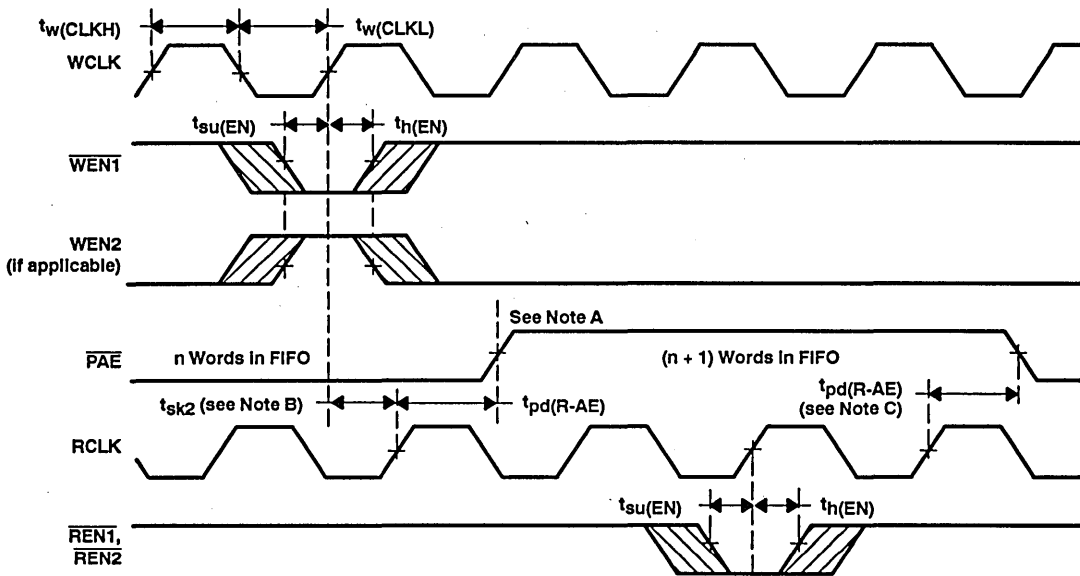 tw(CLKH)
tw(CLKL)
WCLK
tsu(EN)
th(EN)
WEN1
WEN2
(if applicable)
See Note A
PAE
n Words in FIFO
(n + 1) Words in FIFO
tsk2 (see Note B)
tpd(R-AE)
tpd(R-AE)
(see Note C)
RCLK
tsu(EN)
th(EN)
REN1,
REN2